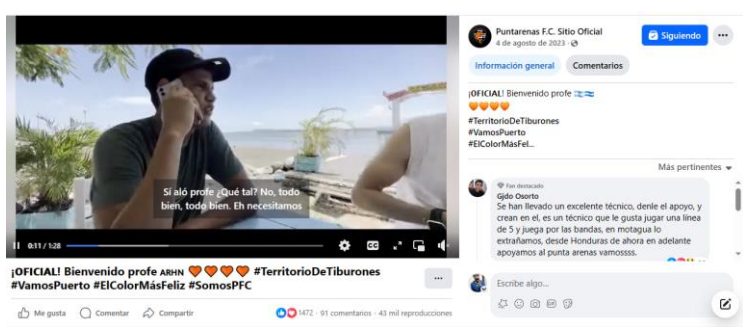 Sí aló profe ¿Qué tal? No, todo
bien, todo bien. Eh necesitamos
0:11 / 1:28
CC
¡OFICIAL! Bienvenido profe ARHN 🧡🧡🧡🧡 #TerritorioDeTiburones
#VamosPuerto #ElColorMásFeliz #SomosPFC
Me gusta Comentar Compartir
1472 · 91 comentarios · 43 mil reproducciones
Puntarenas F.C. Sitio Oficial
4 de agosto de 2023 ·
Siguiendo
Información general Comentarios
¡OFICIAL! Bienvenido profe 🇭🇳🇭🇳
🧡🧡🧡🧡
#TerritorioDeTiburones
#VamosPuerto
#ElColorMásFel...
Más pertinentes
Fan destacado
Gjdo Osorto
Se han llevado un excelente técnico, denle el apoyo, y
crean en el, es un técnico que le gusta jugar una línea
de 5 y juega por las bandas, en motagua lo
extrañamos, desde Honduras de ahora en adelante
apoyamos al punta arenas vamossss.
Escribe algo...
GIF